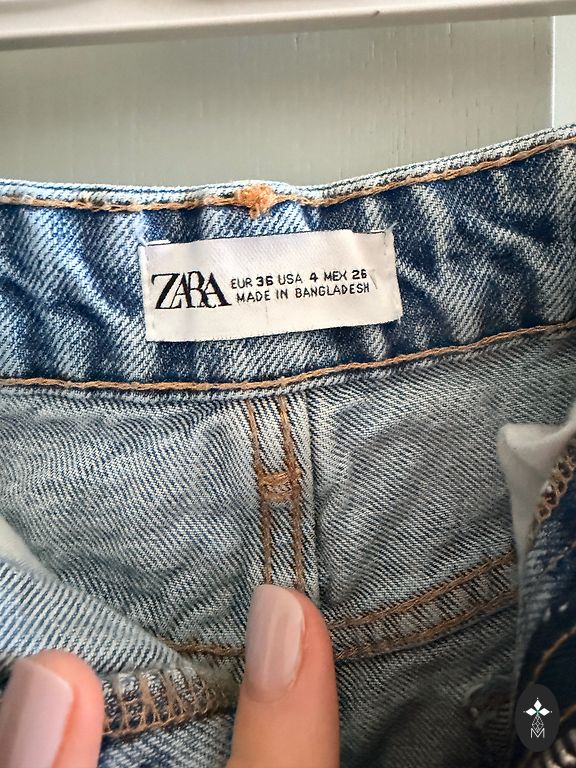 ZARA
EUR 36 USA 4 MEX 26
MADE IN BANGLADESH
M